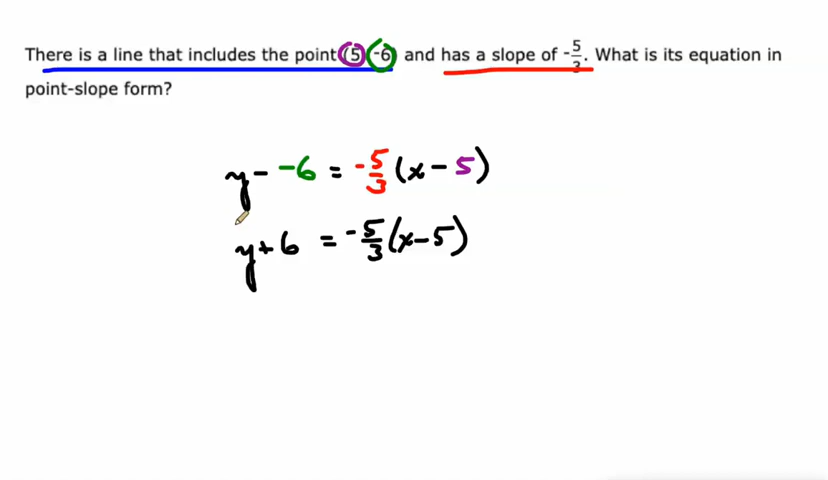 There is a line that includes the point (5, -6) and has a slope of -5/3. What is its equation in
point-slope form?
y - -6 = -5/3 (x - 5)
y + 6 = -5/3 (x - 5)